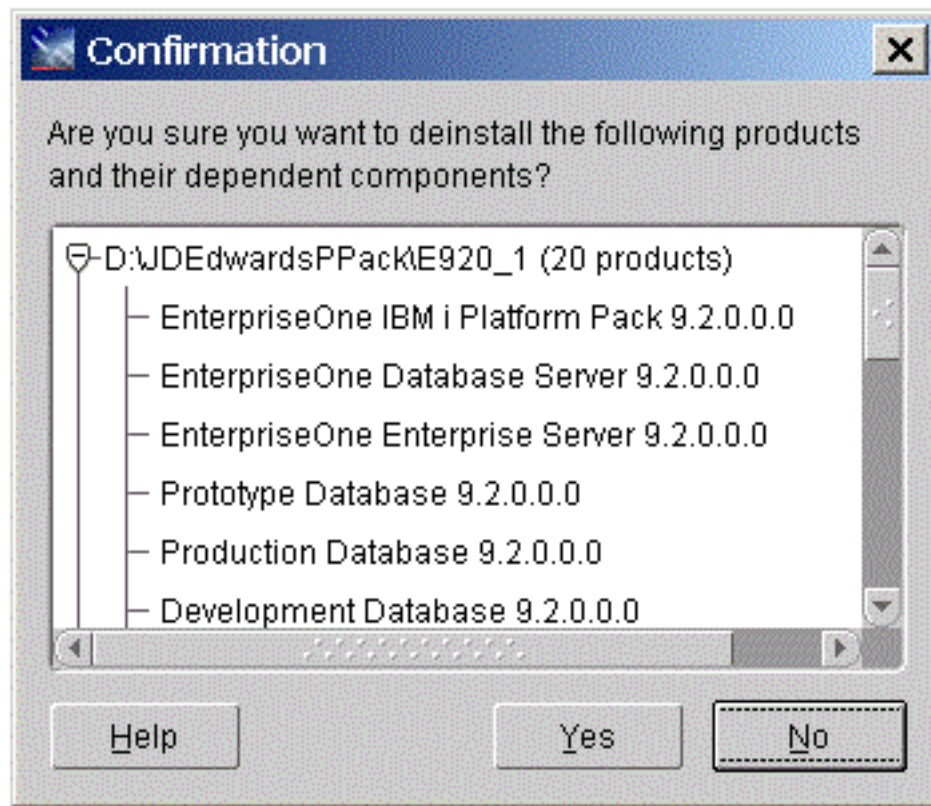 Confirmation
Are you sure you want to deinstall the following products
and their dependent components?
D:\JDEdwardsPPack\E920_1 (20 products)
EnterpriseOne IBM i Platform Pack 9.2.0.0.0
EnterpriseOne Database Server 9.2.0.0.0
EnterpriseOne Enterprise Server 9.2.0.0.0
Prototype Database 9.2.0.0.0
Production Database 9.2.0.0.0
Development Database 9.2.0.0.0
Help Yes No